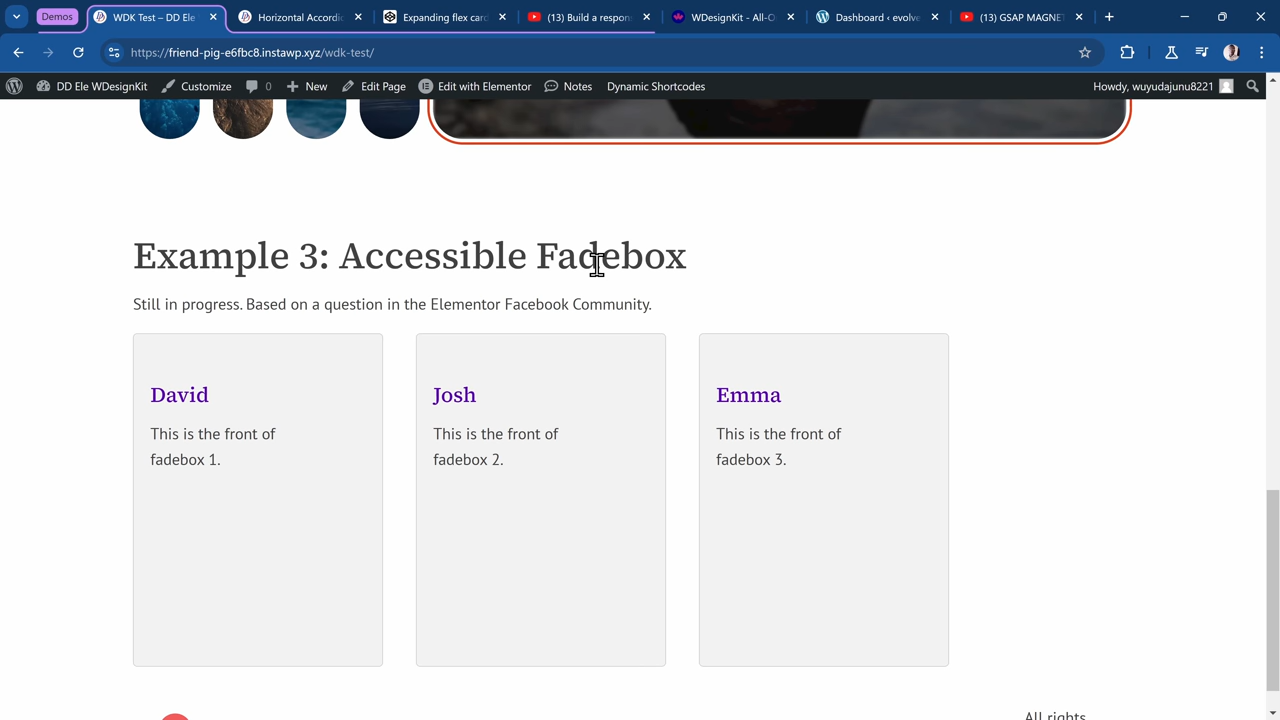 Demos
WDK Test – DD Ele
Horizontal Accordic
Expanding flex card
(13) Build a respon
WDesignKit - All-O
Dashboard ‹ evolve
(13) GSAP MAGNE
https://friend-pig-e6fbc8.instawp.xyz/wdk-test/
DD Ele WDesignKit
Customize
0
New
Edit Page
Edit with Elementor
Notes
Dynamic Shortcodes
Howdy, wuyudajunu8221
Example 3: Accessible Fadebox
Still in progress. Based on a question in the Elementor Facebook Community.
David
This is the front of
fadebox 1.
Josh
This is the front of
fadebox 2.
Emma
This is the front of
fadebox 3.
All rights